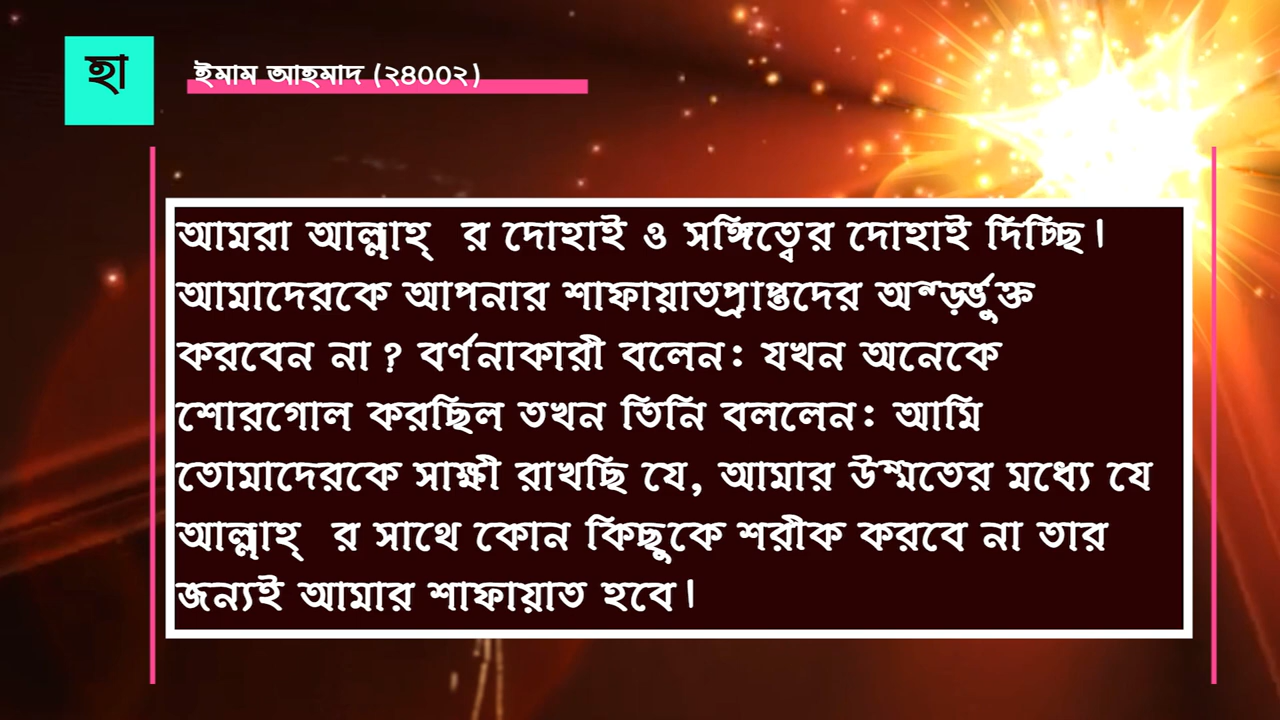 হা
ইমাম আহমাদ (২৪০০২)
আমরা আল্লাহ্ র দোহাই ও সঙ্গিত্বের দোহাই দিচ্ছি।
আমাদেরকে আপনার শাফায়াতপ্রাপ্তদের অন্ড়র্ভুক্ত
করবেন না? বর্ণনাকারী বলেন: যখন অনেকে
শোরগোল করছিল তখন তিনি বললেন: আমি
তোমাদেরকে সাক্ষী রাখছি যে, আমার উম্মতের মধ্যে যে
আল্লাহ্ র সাথে কোন কিছুকে শরীক করবে না তার
জন্যই আমার শাফায়াত হবে।